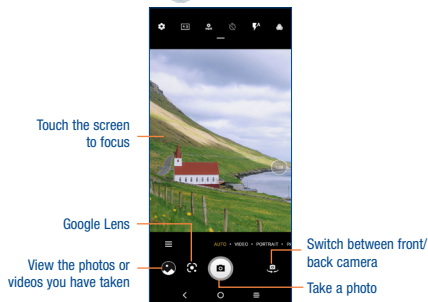 Touch the screen
to focus
Google Lens
View the photos or
videos you have taken
AUTO • VIDEO • PORTRAIT •
Switch between front/
back camera
Take a photo